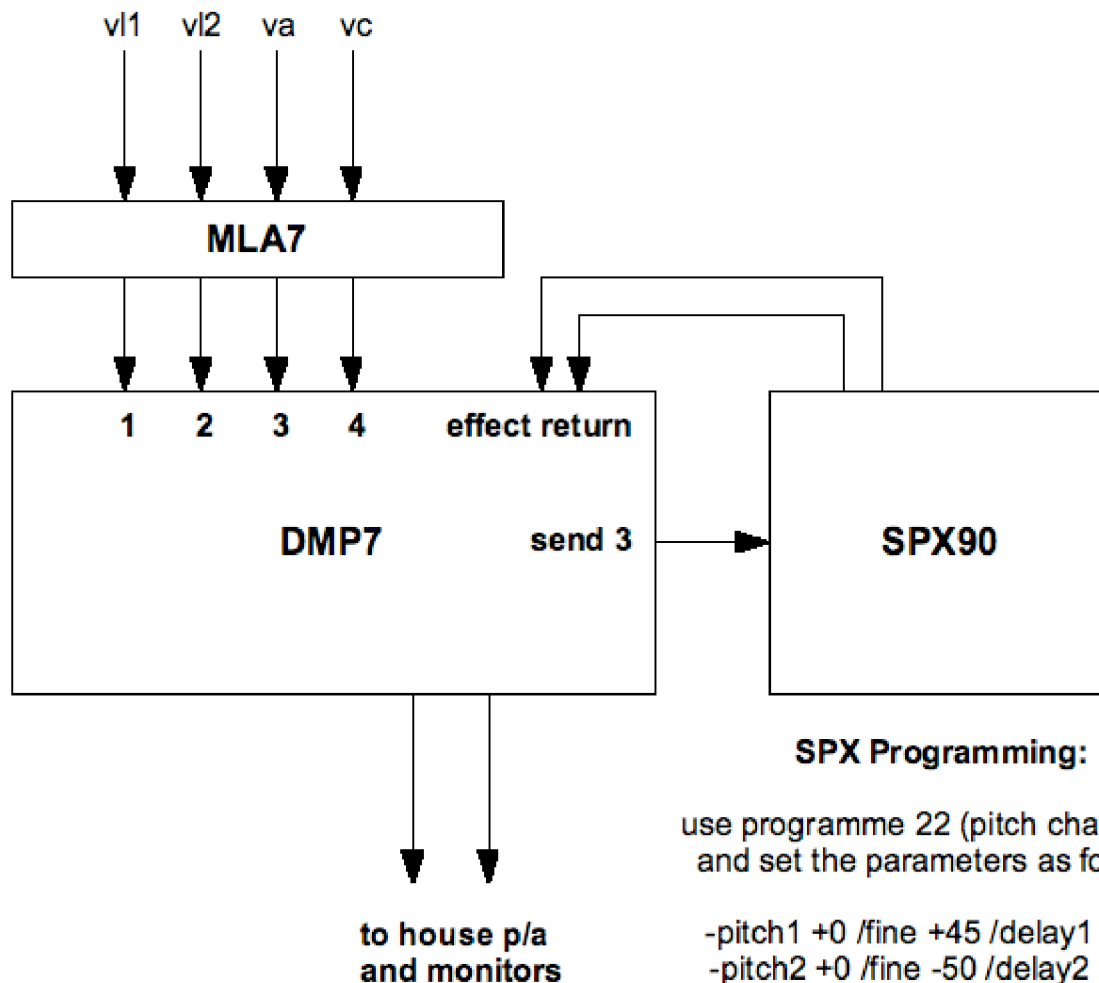 vl1 vl2 va vc
MLA7
1 2 3 4 effect return
DMP7 send 3 SPX90
SPX Programming:
use programme 22 (pitch cha
and set the parameters as fo
-pitch1 +0 /fine +45 /delay1
-pitch2 +0 /fine -50 /delay2
to house p/a
and monitors